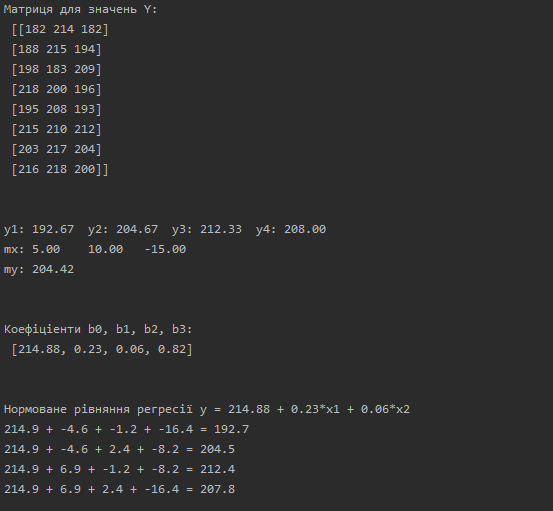 Матриця для значень Y:
[[182 214 182]
[188 215 194]
[198 183 209]
[218 200 196]
[195 208 193]
[215 210 212]
[203 217 204]
[216 218 200]]
y1: 192.67  y2: 204.67  y3: 212.33  y4: 208.00
mx: 5.00    10.00   -15.00
my: 204.42
Коефіціенти b0, b1, b2, b3:
[214.88, 0.23, 0.06, 0.82]
Нормоване рівняння регресії y = 214.88 + 0.23*x1 + 0.06*x2
214.9 + -4.6 + -1.2 + -16.4 = 192.7
214.9 + -4.6 + 2.4 + -8.2 = 204.5
214.9 + 6.9 + -1.2 + -8.2 = 212.4
214.9 + 6.9 + 2.4 + -16.4 = 207.8